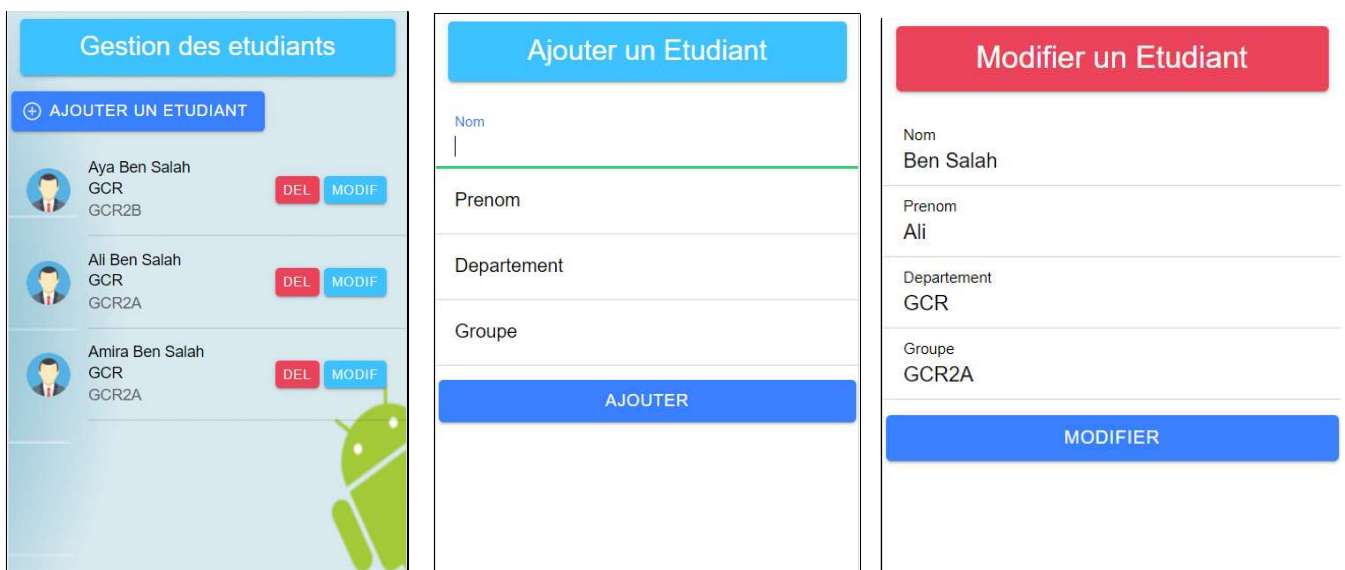 Gestion des etudiants
AJOUTER UN ETUDIANT
Aya Ben Salah
GCR
GCR2B
DEL
MODIF
Ali Ben Salah
GCR
GCR2A
DEL
MODIF
Amira Ben Salah
GCR
GCR2A
DEL
MODIF
Ajouter un Etudiant
Nom
Prenom
Departement
Groupe
AJOUTER
Modifier un Etudiant
Nom
Ben Salah
Prenom
Ali
Departement
GCR
Groupe
GCR2A
MODIFIER